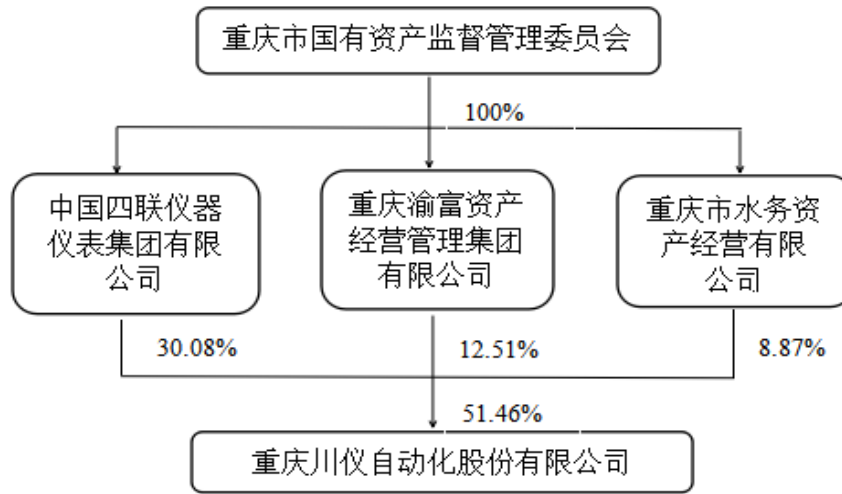 重庆市国有资产监督管理委员会
100%
中国四联仪器
仪表集团有限
公司
重庆渝富资产
经营管理集团
有限公司
重庆市水务资
产经营有限
公司
30.08%
12.51%
8.87%
51.46%
重庆川仪自动化股份有限公司